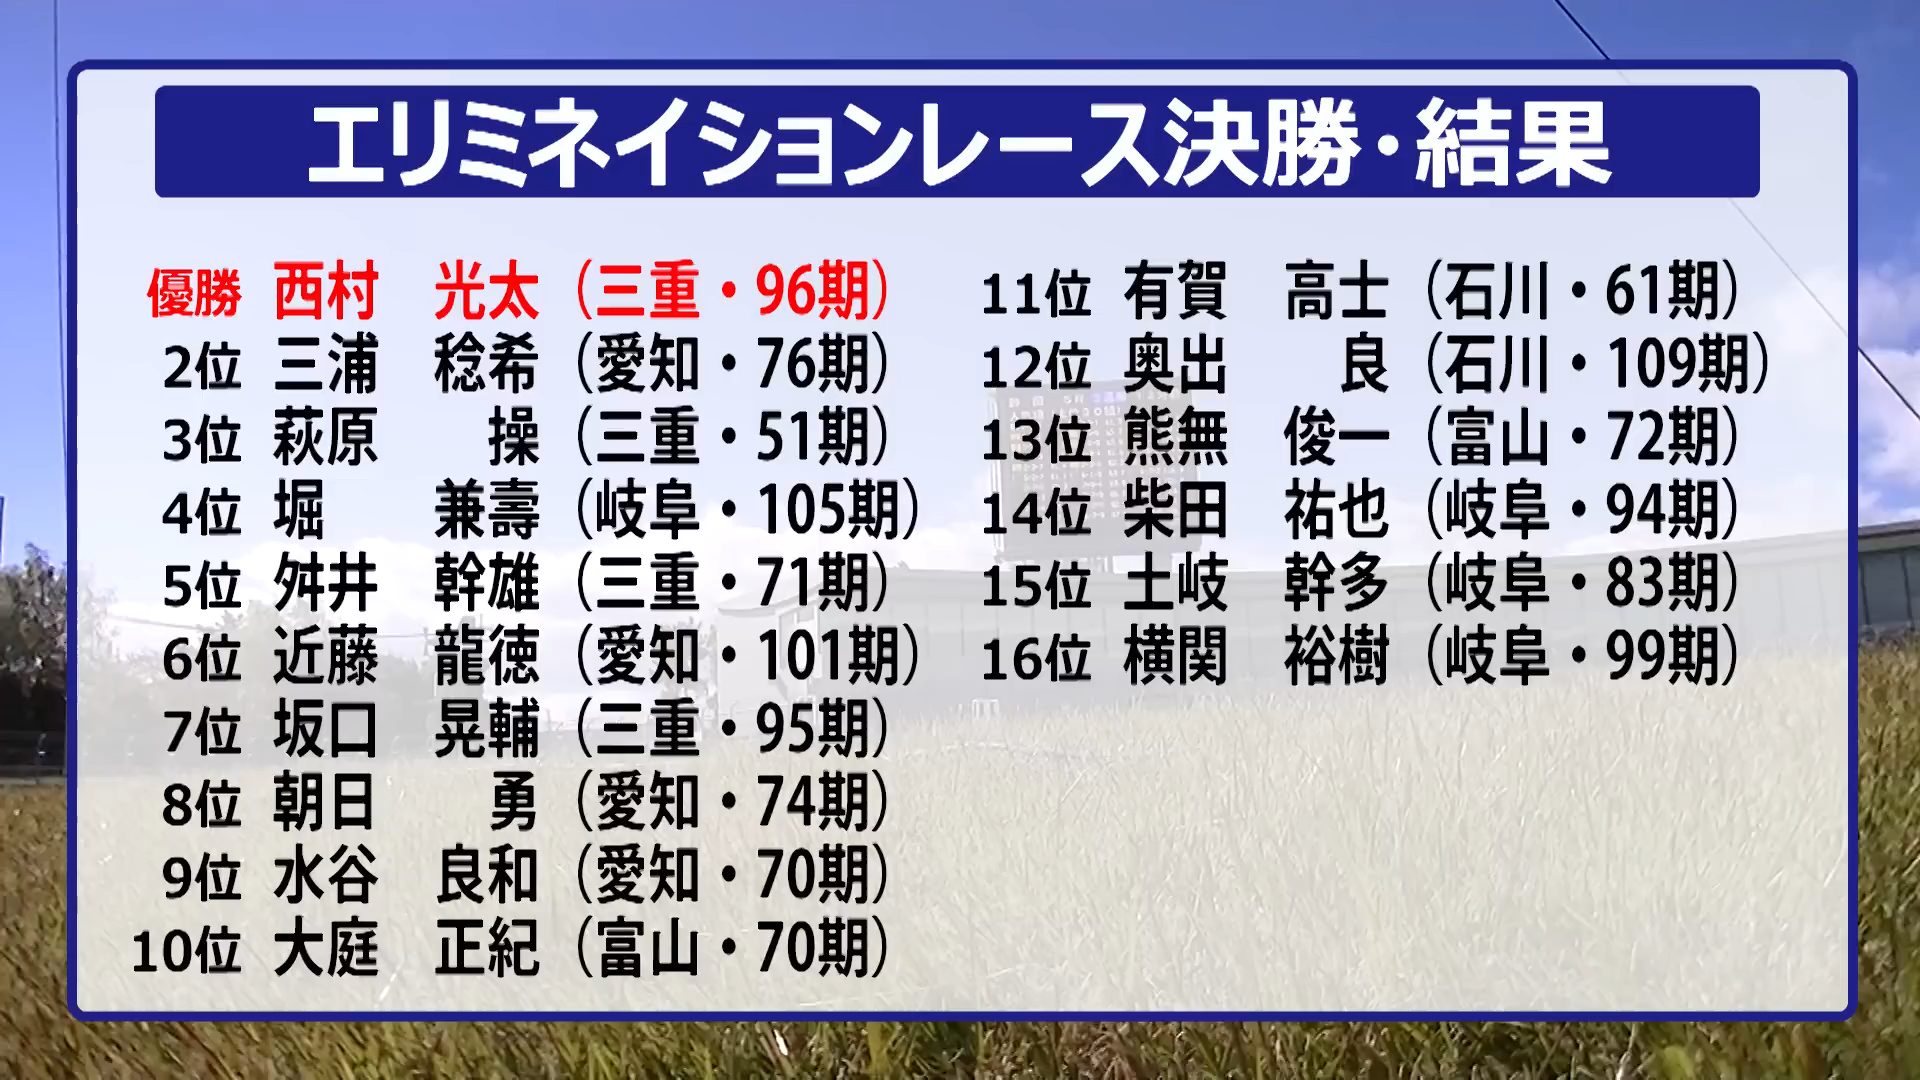 エリミネイションレース決勝・結果
優勝 西村 光太（三重・96期）
2位 三浦 稔希（愛知・76期）
3位 萩原 操（三重・51期）
4位 堀 兼壽（岐阜・105期）
5位 舛井 幹雄（三重・71期）
6位 近藤 龍徳（愛知・101期）
7位 坂口 晃輔（三重・95期）
8位 朝日 勇（愛知・74期）
9位 水谷 良和（愛知・70期）
10位 大庭 正紀（富山・70期）
11位 有賀 高士（石川・61期）
12位 奥出 良（石川・109期）
13位 熊無 俊一（富山・72期）
14位 柴田 祐也（岐阜・94期）
15位 土岐 幹多（岐阜・83期）
16位 横関 裕樹（岐阜・99期）